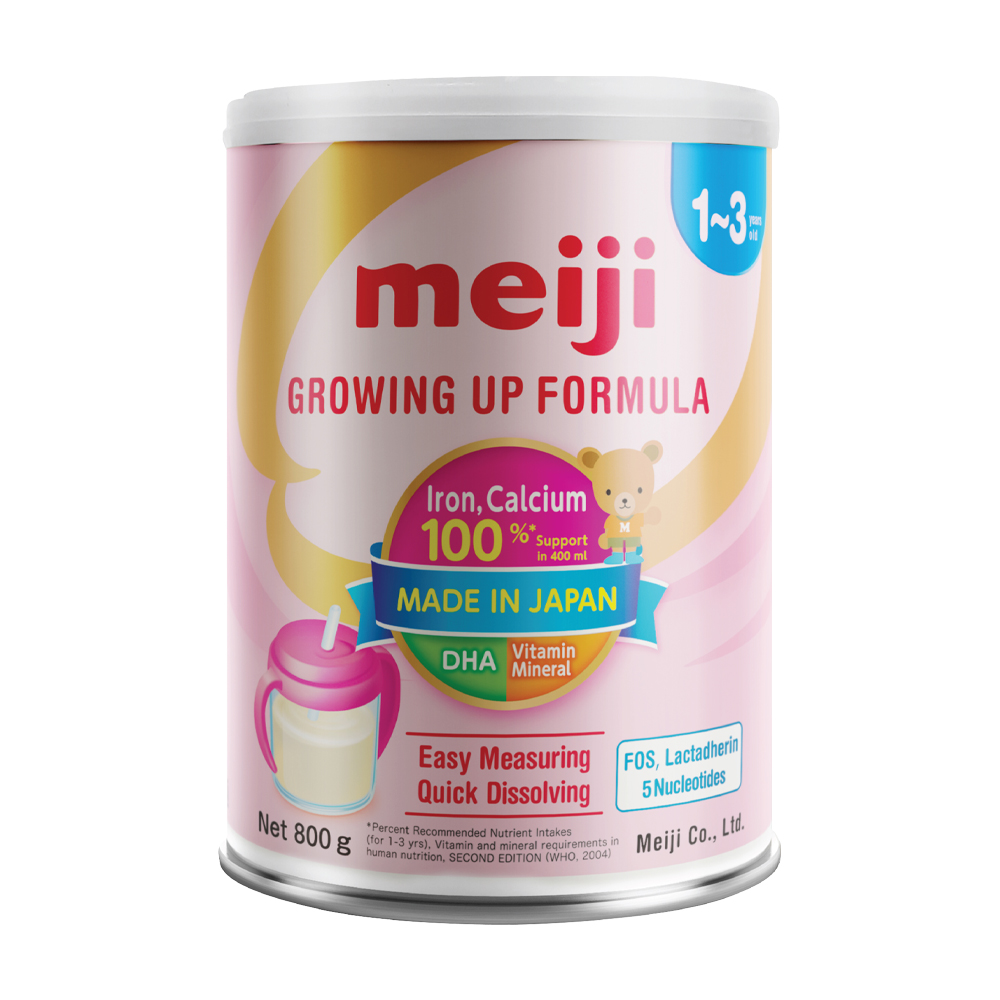 1~3 years
old
meiji
GROWING UP FORMULA
Iron, Calcium
100%* Support
in 400 ml
M
MADE IN JAPAN
DHA
Vitamin
Mineral
Easy Measuring
Quick Dissolving
FOS, Lactadherin
5 Nucleotides
Net 800 g
*Percent Recommended Nutrient Intakes
(for 1-3 yrs), Vitamin and mineral requirements in
human nutrition, SECOND EDITION (WHO, 2004)
Meiji Co., Ltd.